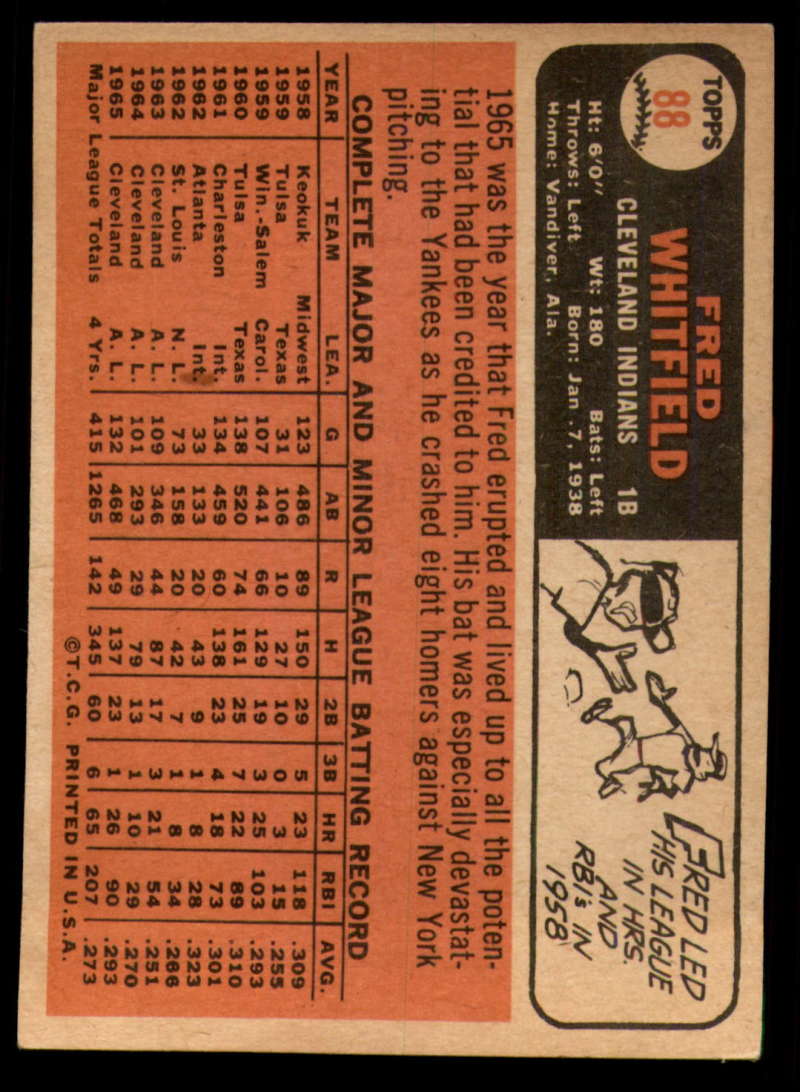 TOPPS
88
FRED
WHITFIELD
CLEVELAND INDIANS 1B
Ht: 6'0" Wt: 180 Bats: Left
Throws: Left Born: Jan .7, 1938
Home: Vandiver, Ala.
FRED LED
HIS LEAGUE
IN HRS.
AND
RBI's IN
1958
1965 was the year that Fred erupted and lived up to all the poten-
tial that had been credited to him. His bat was especially devastat-
ing to the Yankees as he crashed eight homers against New York
pitching.
COMPLETE MAJOR AND MINOR LEAGUE BATTING RECORD
YEAR TEAM LEA. G AB R H 2B 3B HR RBI AVG.
1958 Keokuk Midwest 123 486 89 150 29 5 23 118 .309
1959 Tulsa Texas 31 106 10 27 10 0 3 15 .255
1959 Win.-Salem Carol. 107 441 66 129 19 3 25 103 .293
1960 Tulsa Texas 138 520 74 161 25 7 22 89 .310
1961 Charleston Int. 134 459 60 138 23 4 18 73 .301
1962 Atlanta Int. 33 133 20 43 9 1 8 28 .323
1962 St. Louis N. L. 73 158 20 42 7 1 8 34 .266
1963 Cleveland A. L. 109 346 44 87 17 3 21 54 .251
1964 Cleveland A. L. 101 293 29 79 13 1 10 29 .270
1965 Cleveland A. L. 132 468 49 137 23 1 26 90 .293
Major League Totals 4 Yrs. 415 1265 142 345 60 6 65 207 .273
©T.C.G. PRINTED IN U.S.A.